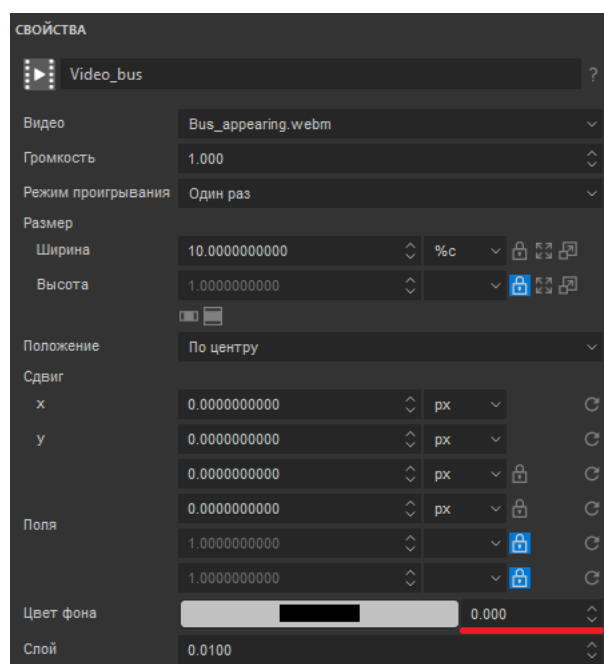 СВОЙСТВА
Video_bus ?
Видео Bus_appearing.webm
Громкость 1.000
Режим проигрывания Один раз
Размер
Ширина 10.0000000000 %c
Высота 1.0000000000
Положение По центру
Сдвиг
x 0.0000000000 px
y 0.0000000000 px
0.0000000000 px
0.0000000000 px
Поля
1.0000000000
1.0000000000
Цвет фона 0.000
Слой 0.0100